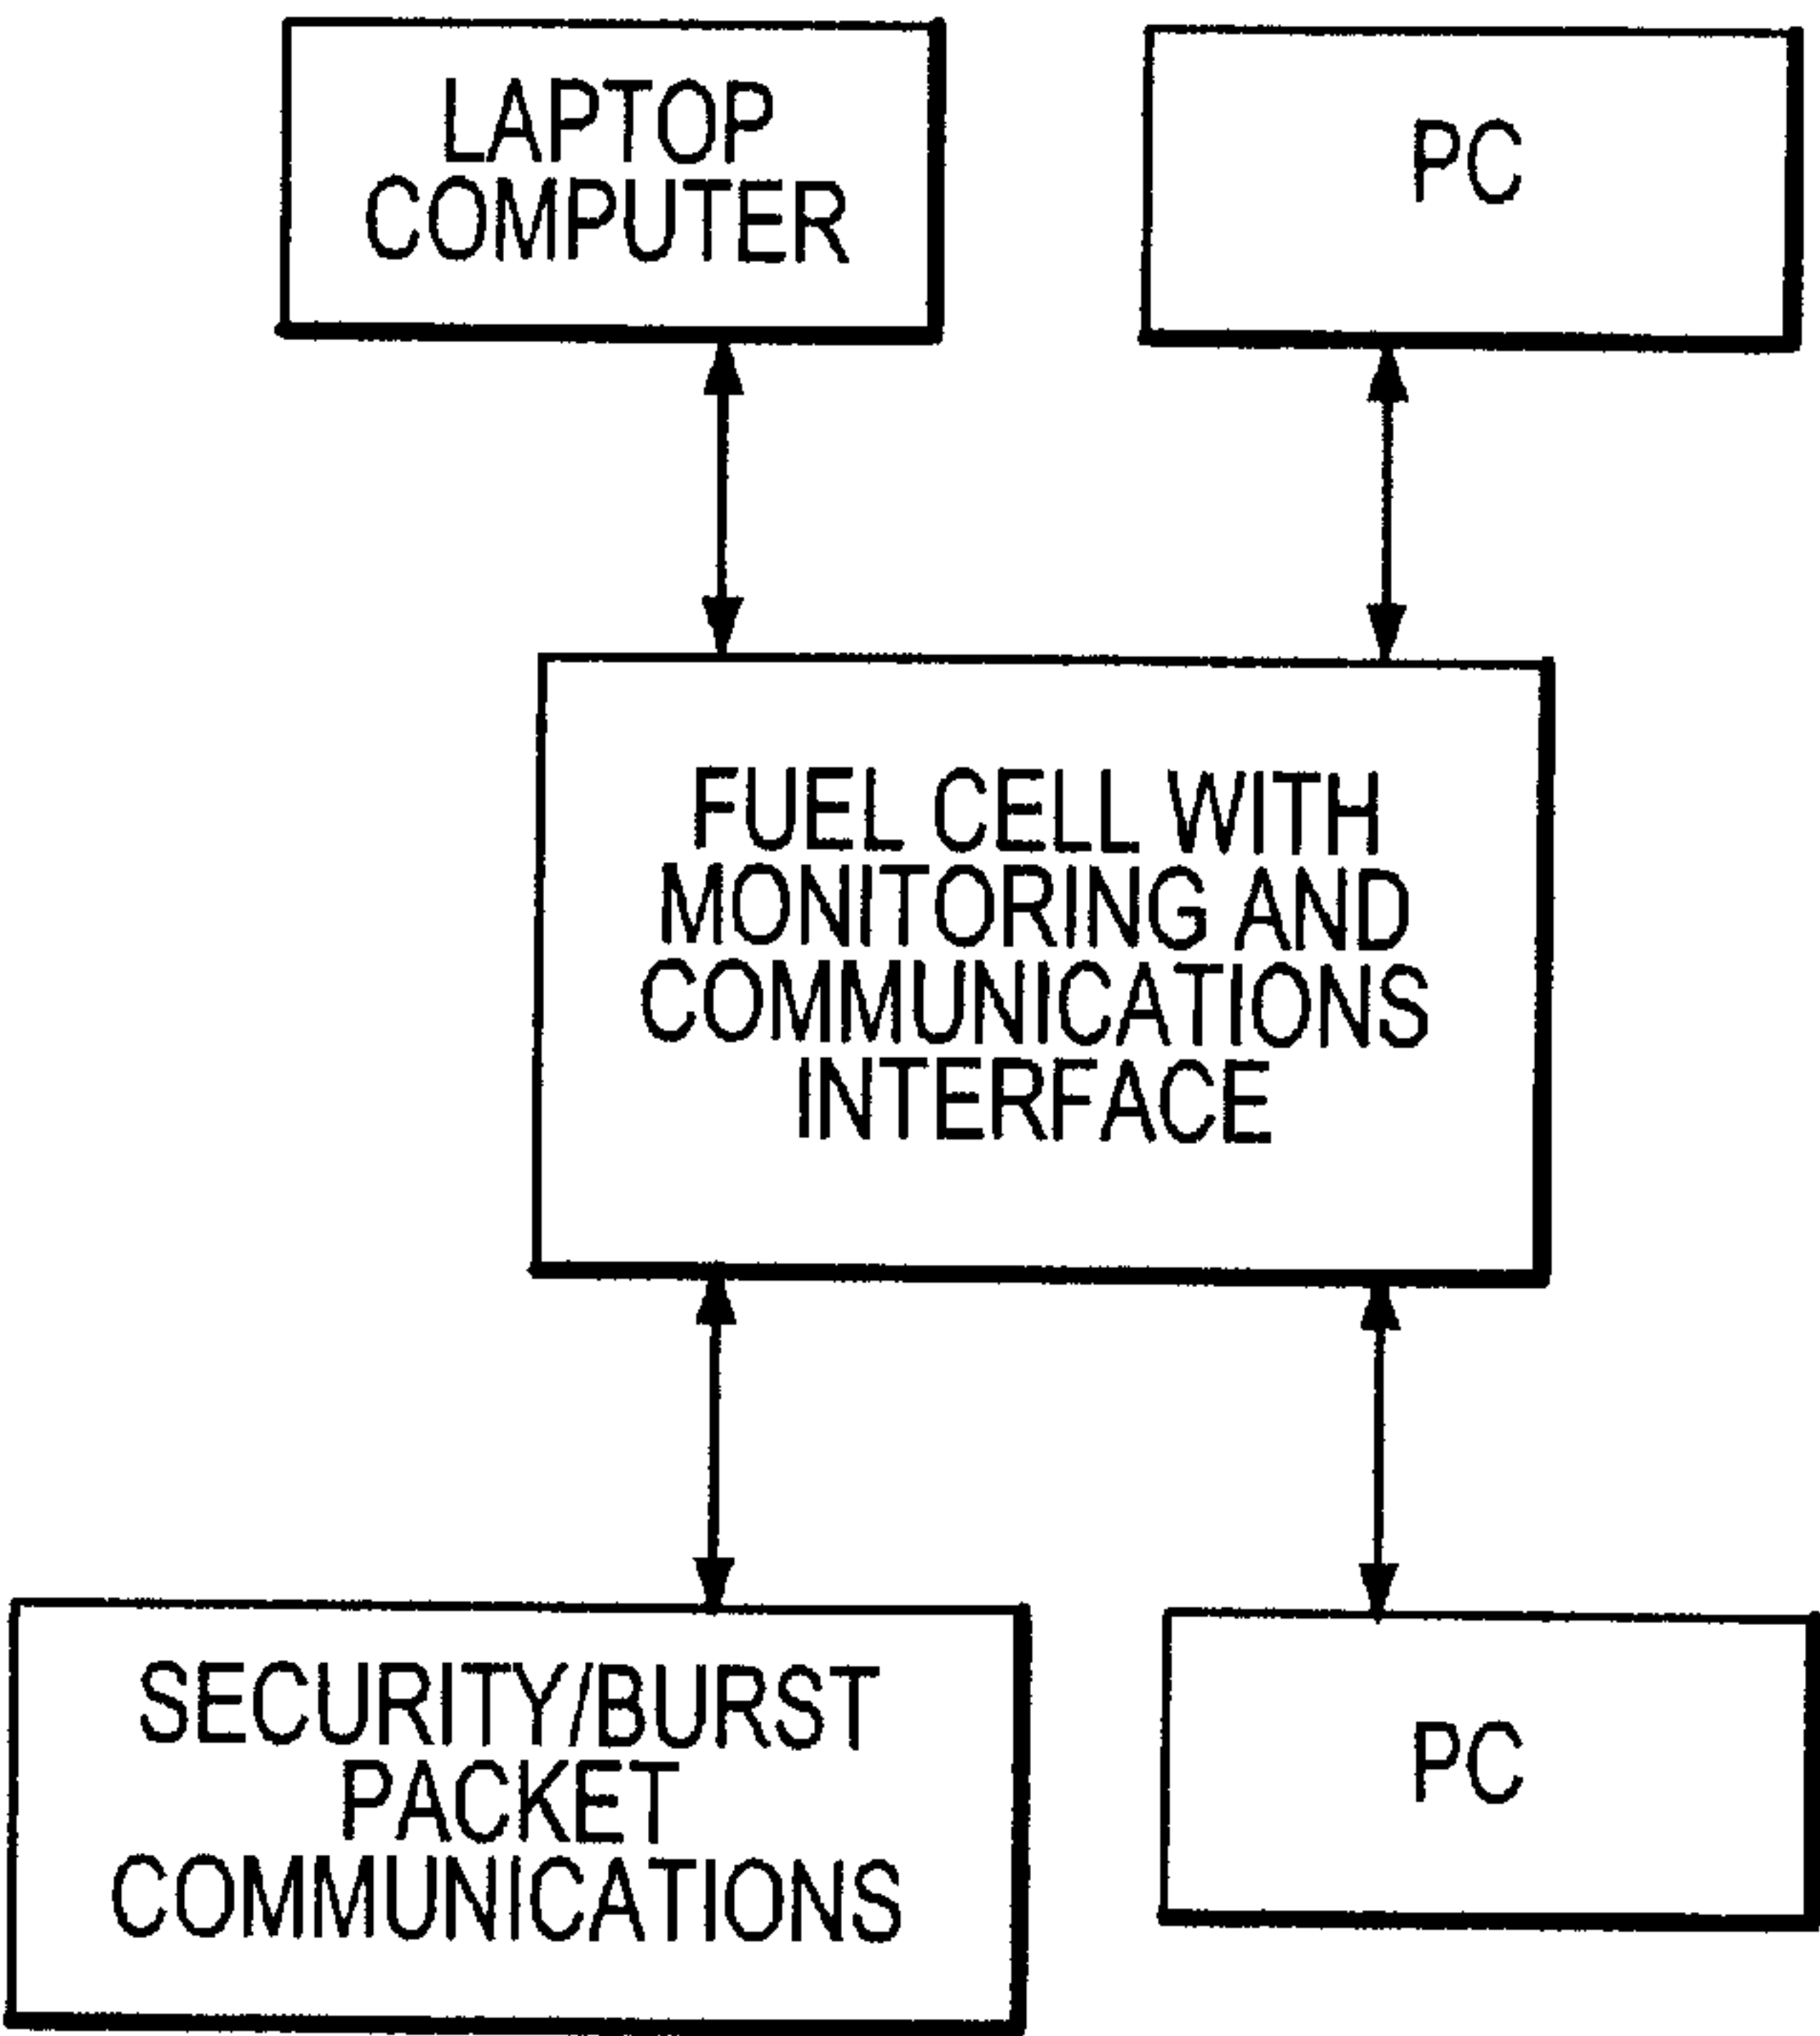 LAPTOP
COMPUTER
PC
FUEL CELL WITH
MONITORING AND
COMMUNICATIONS
INTERFACE
SECURITY/BURST
PACKET
COMMUNICATIONS
PC